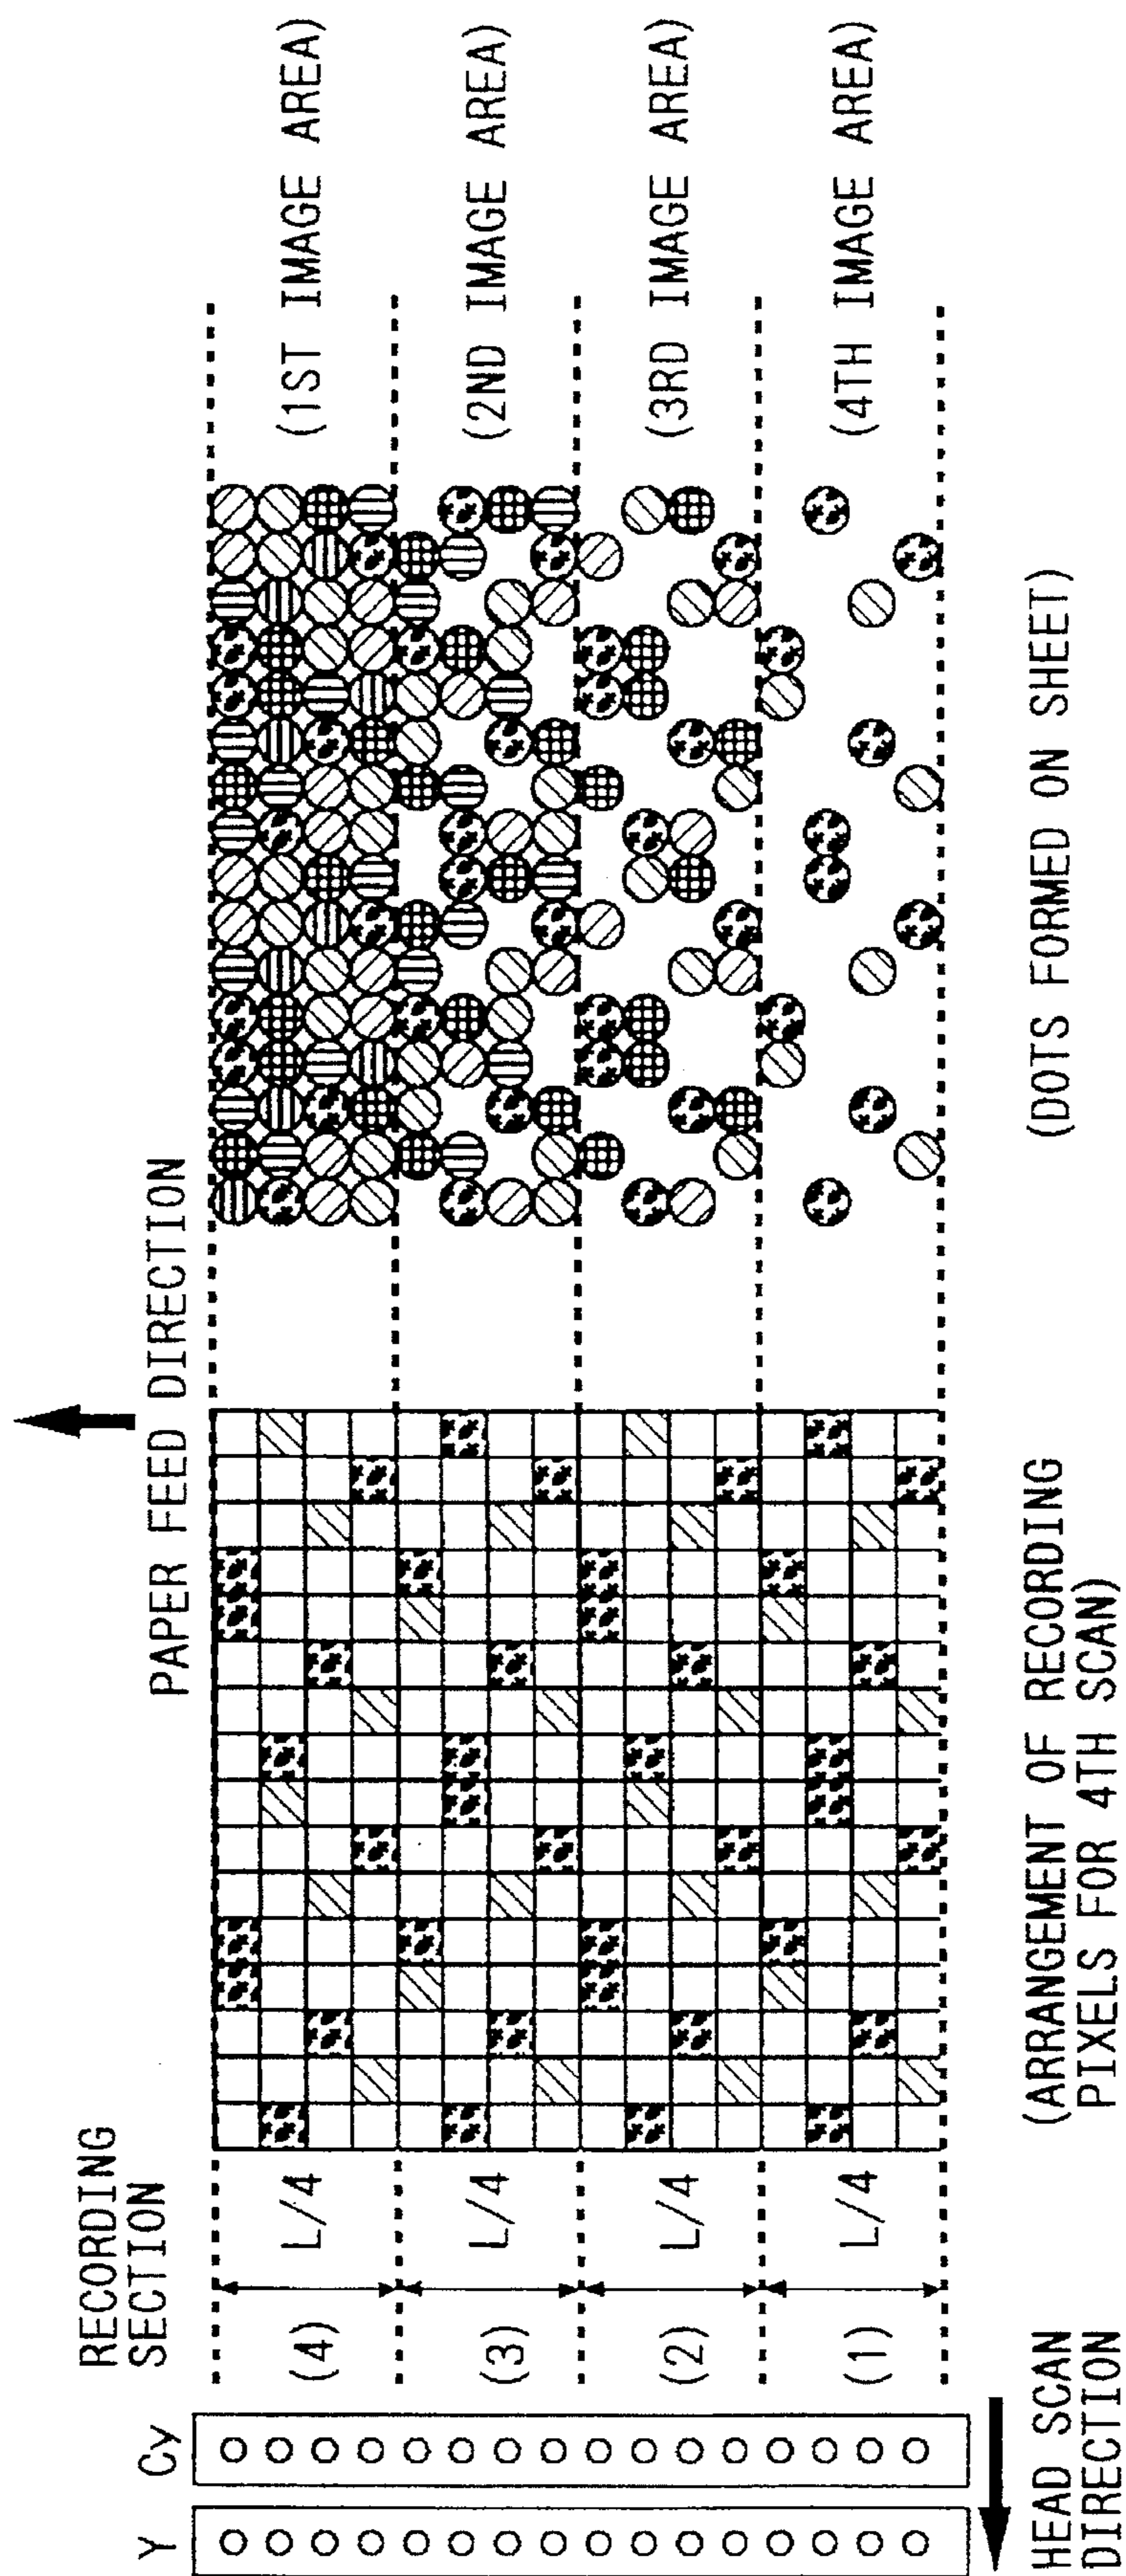 Y
Cy
HEAD SCAN
DIRECTION
RECORDING
SECTION
(4)
L/4
(3)
L/4
(2)
L/4
(1)
L/4
PAPER FEED DIRECTION
(ARRANGEMENT OF RECORDING
PIXELS FOR 4TH SCAN)
(1ST IMAGE AREA)
(2ND IMAGE AREA)
(3RD IMAGE AREA)
(4TH IMAGE AREA)
(DOTS FORMED ON SHEET)